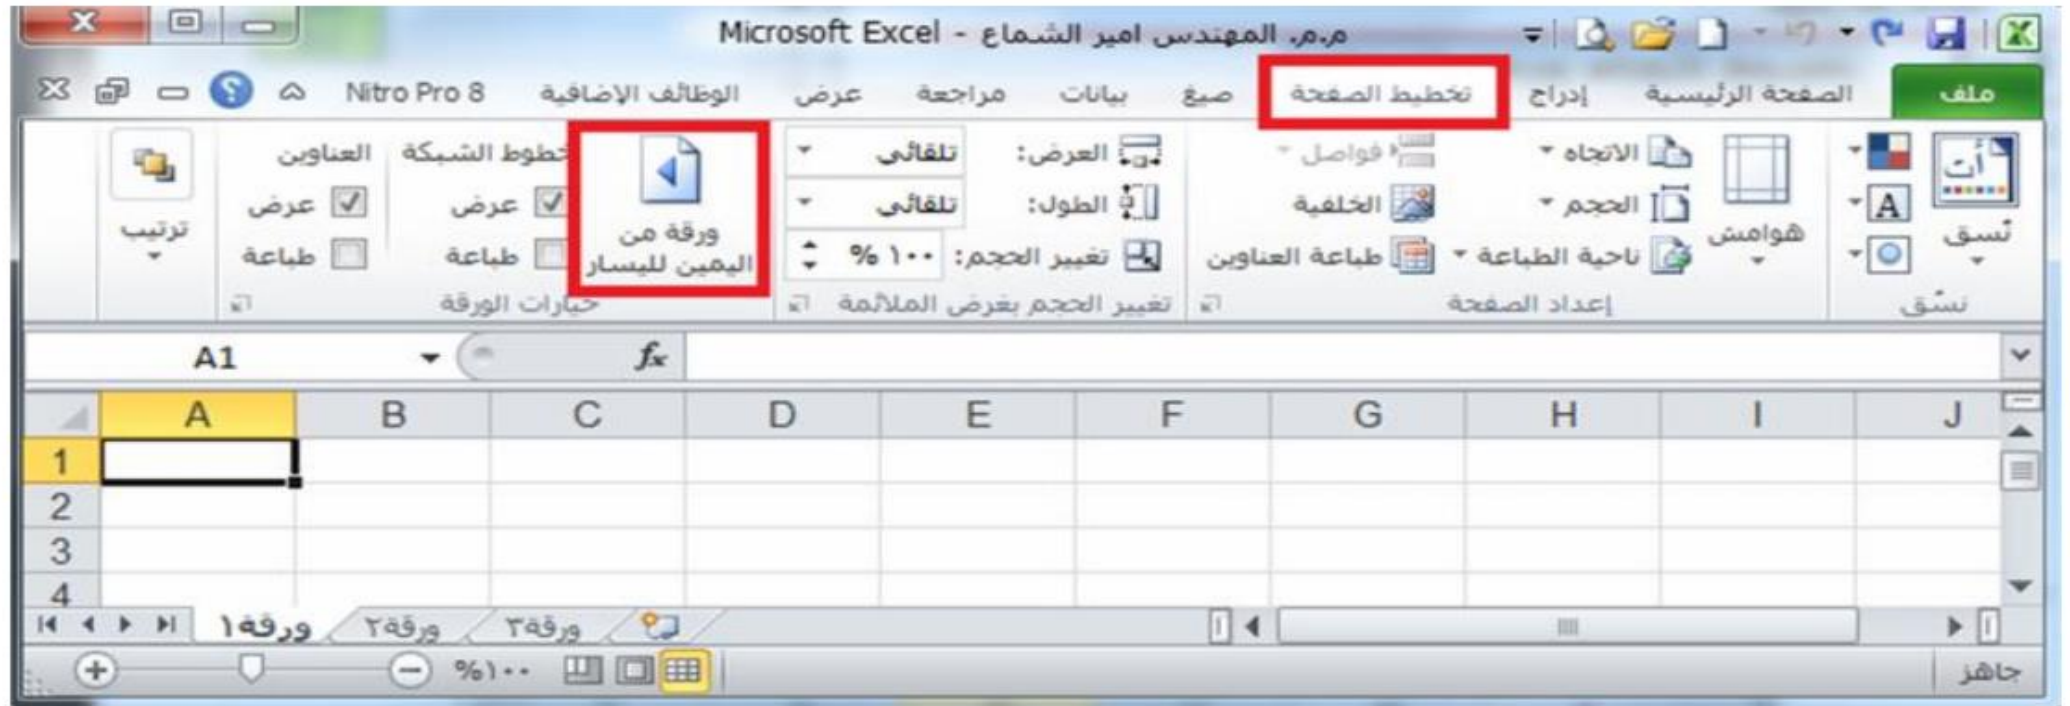 م.م. المهندس امير الشماع - Microsoft Excel
ملف الصفحة الرئيسية إدراج تخطيط الصفحة صيغ بيانات مراجعة عرض الوظائف الإضافية Nitro Pro 8
أت الاتجاه فواصل العرض: تلقائي خطوط الشبكة العناوين
A الحجم الخلفية الطول: تلقائي عرض عرض
نُسق هوامش ناحية الطباعة طباعة العناوين تغيير الحجم: ١٠٠ % ورقة من اليمين لليسار طباعة طباعة ترتيب
نسّق إعداد الصفحة تغيير الحجم بغرض الملائمة خيارات الورقة
A1 fx
A B C D E F G H I J
1
2
3
4
ورقة١ ورقة٢ ورقة٣
جاهز ١٠٠%